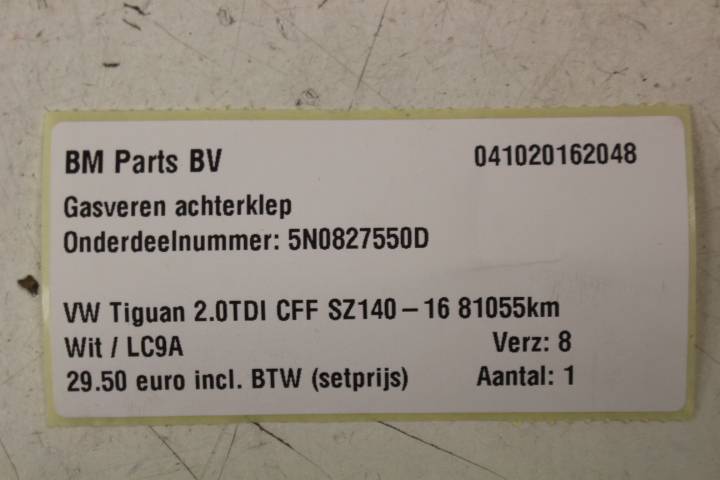 BM Parts BV 041020162048
Gasveren achterklep
Onderdeelnummer: 5N0827550D
VW Tiguan 2.0TDI CFF SZ140-16 81055km
Wit / LC9A Verz: 8
29.50 euro incl. BTW (setprijs) Aantal: 1